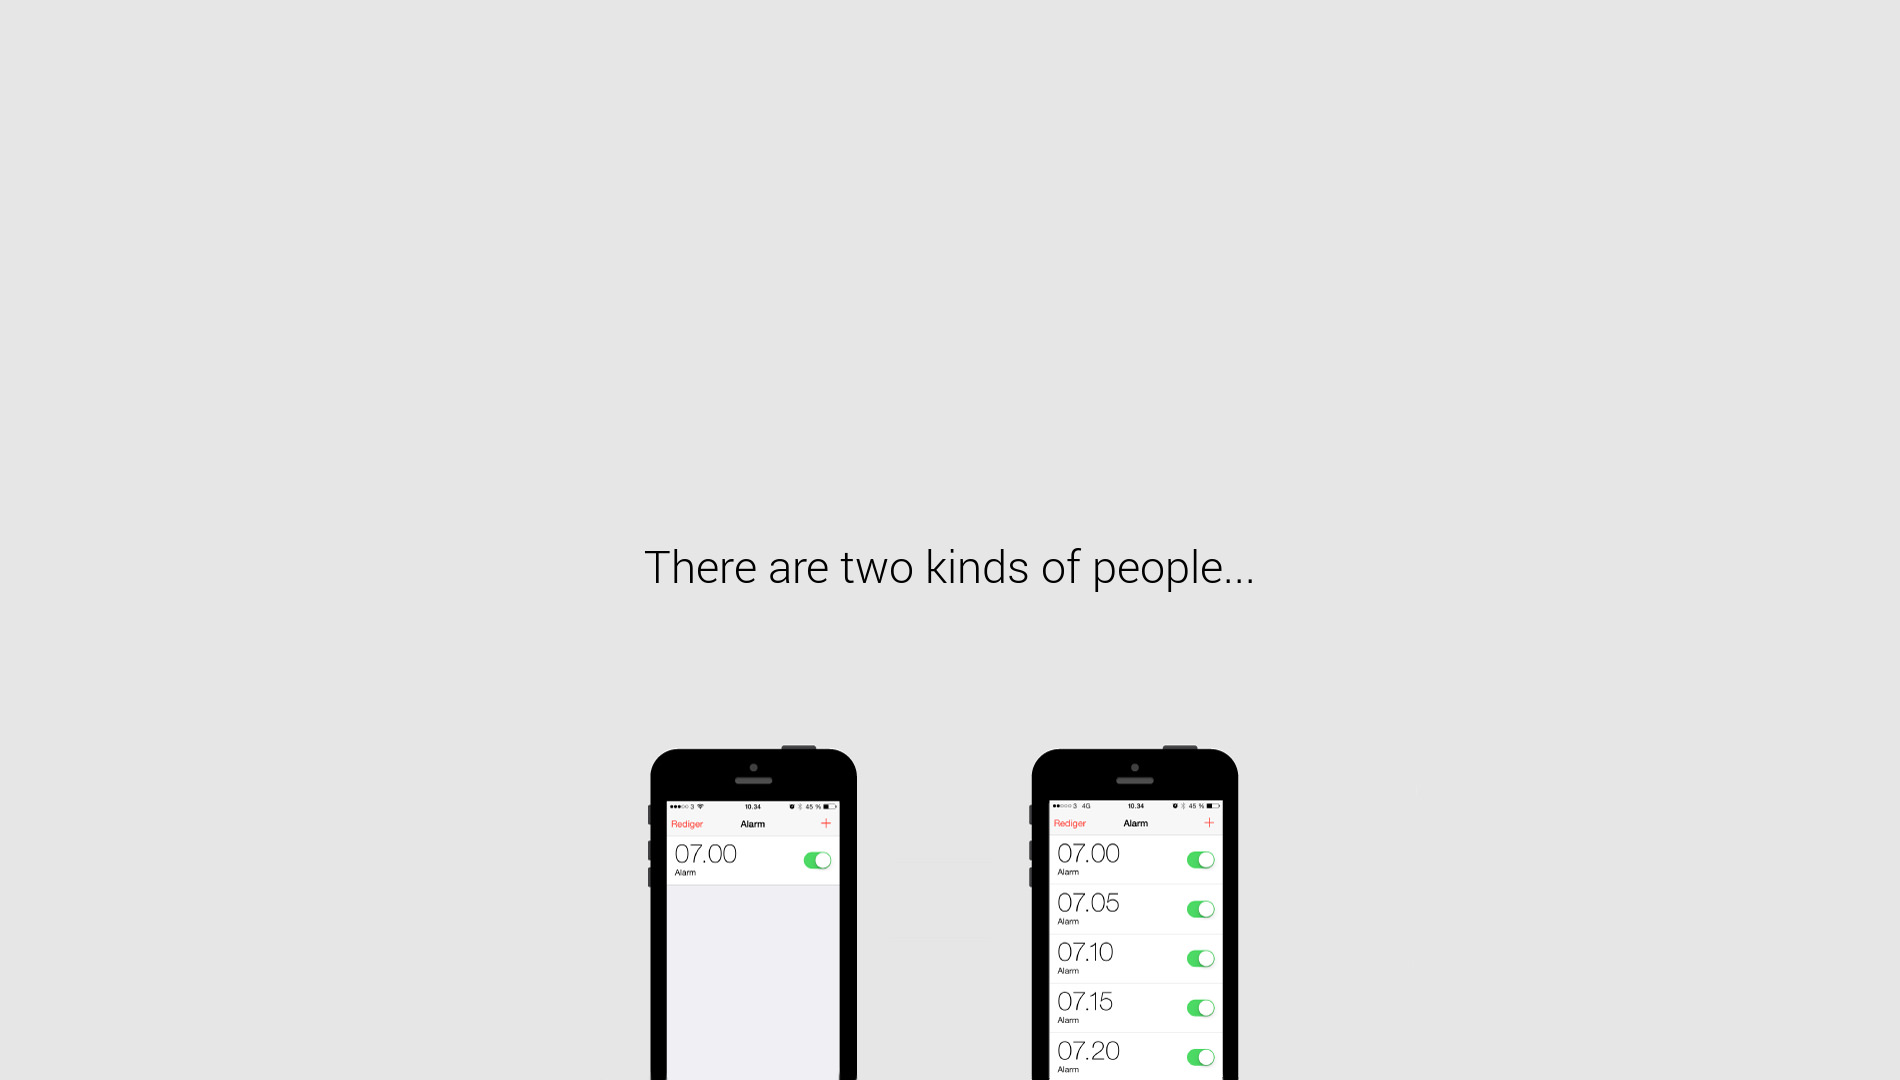 There are two kinds of people...
3 10.34 45 %
Rediger Alarm +
07.00
Alarm
3 4G 10.34 45 %
Rediger Alarm +
07.00
Alarm
07.05
Alarm
07.10
Alarm
07.15
Alarm
07.20
Alarm